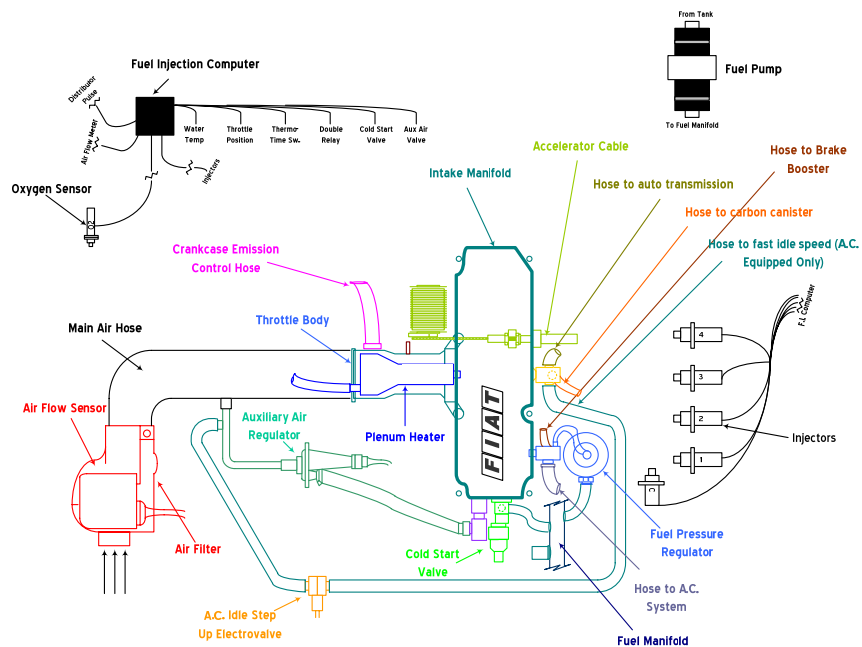 From Tank
Fuel Pump
To Fuel Manifold
Fuel Injection Computer
Distributor
Pulse
Air Flow Meter
Water
Temp
Throttle
Position
Thermo-
Time Sw.
Double
Relay
Cold Start
Valve
Aux Air
Valve
Injectors
Oxygen Sensor
O2
Intake Manifold
Accelerator Cable
Hose to Brake
Booster
Hose to auto transmission
Hose to carbon canister
Hose to fast idle speed (A.C.
Equipped Only)
Crankcase Emission
Control Hose
Throttle Body
Main Air Hose
F.I. Computer
4
3
2
1
Injectors
Air Flow Sensor
Auxiliary Air
Regulator
Plenum Heater
FIAT
Air Filter
Cold Start
Valve
Fuel Pressure
Regulator
Hose to A.C.
System
A.C. Idle Step
Up Electrovalve
Fuel Manifold